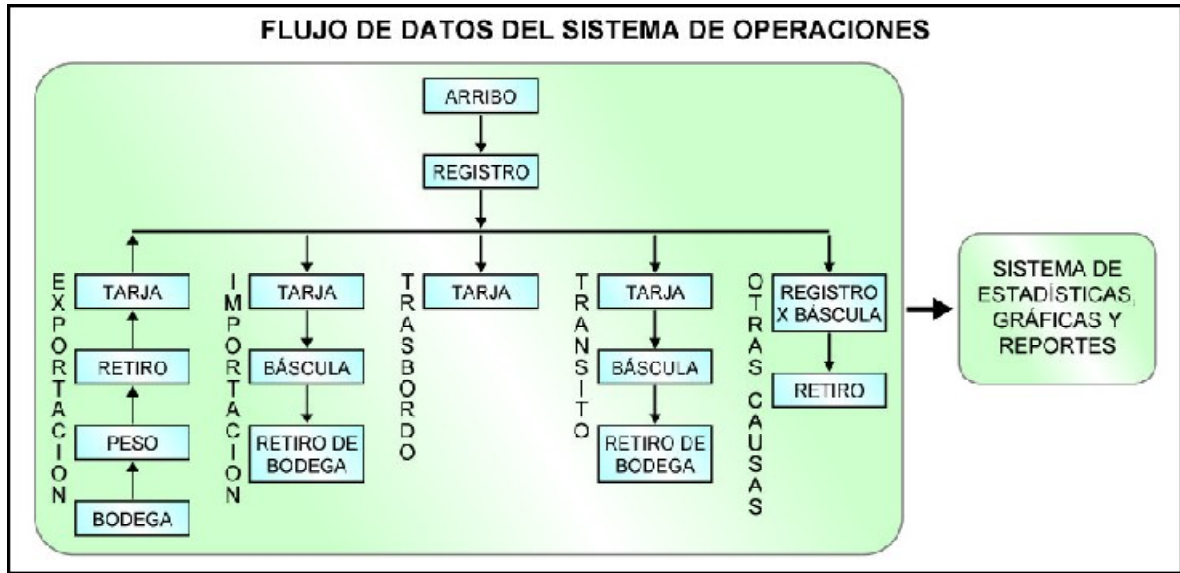 FLUJO DE DATOS DEL SISTEMA DE OPERACIONES
ARRIBO
REGISTRO
EXPORTACION
TARJA
RETIRO
PESO
BODEGA
IMPORTACION
TARJA
BÁSCULA
RETIRO DE
BODEGA
TRASBORDO
TARJA
TRANSITO
TARJA
BÁSCULA
RETIRO DE
BODEGA
OTRAS CAUSAS
REGISTRO
X BÁSCULA
RETIRO
SISTEMA DE
ESTADÍSTICAS,
GRÁFICAS Y
REPORTES